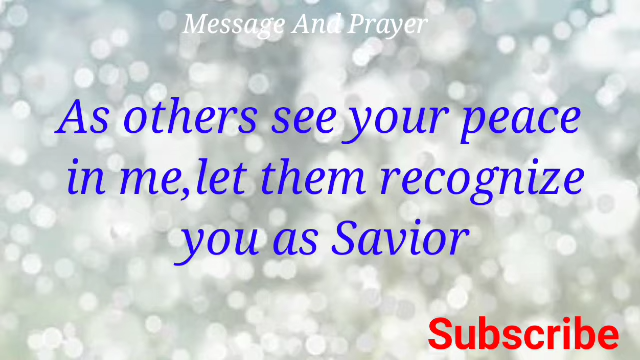 Message And Prayer
As others see your peace
in me,let them recognize
you as Savior
Subscribe